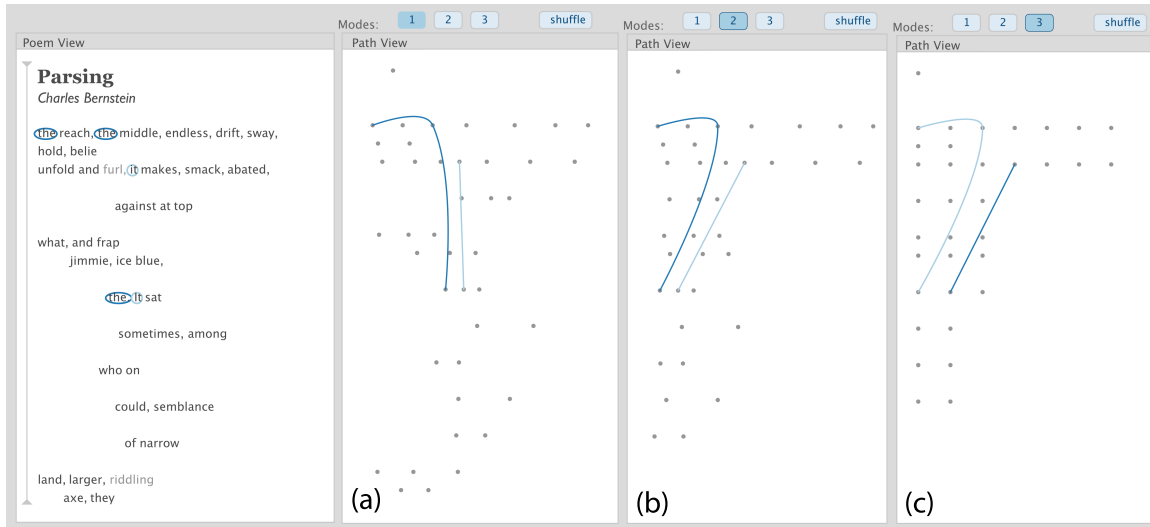 Modes: 1 2 3 shuffle
Modes: 1 2 3 shuffle
Modes: 1 2 3 shuffle
Poem View
Path View
Path View
Path View
Parsing
Charles Bernstein
the reach, the middle, endless, drift, sway,
hold, belie
unfold and furl, it makes, smack, abated,
against at top
what, and frap
jimmie, ice blue,
the. It sat
sometimes, among
who on
could, semblance
of narrow
land, larger, riddling
axe, they
(a)
(b)
(c)